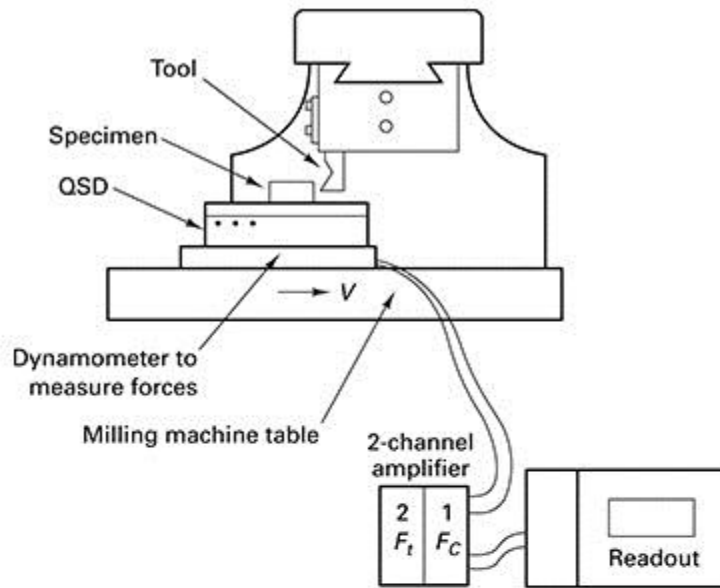 Tool
Specimen
QSD
V
Dynamometer to
measure forces
Milling machine table
2-channel
amplifier
2 1
Ft FC
Readout